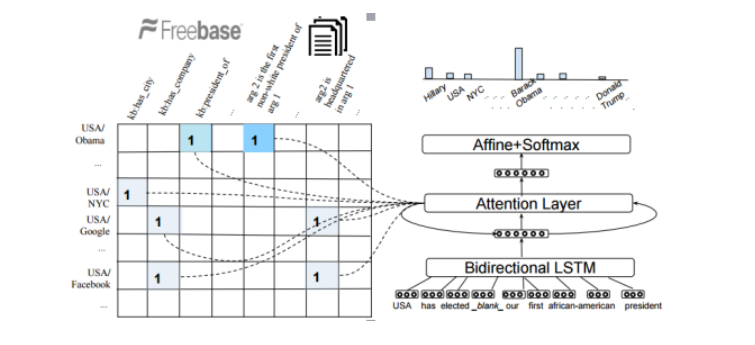 Freebase
kb:has_city
kb:has_company
kb:president_of
...
arg 2 is the first
non-white president of
arg 1
...
arg2 is
headquartered
in arg 1
...
USA/
Obama
1
1
...
USA/
NYC
1
USA/
Google
1
1
...
USA/
Facebook
1
1
...
Hillary
USA
NYC
Barack
Obama
Donald
Trump
Affine+Softmax
Attention Layer
Bidirectional LSTM
USA has elected _blank_ our first african-american president